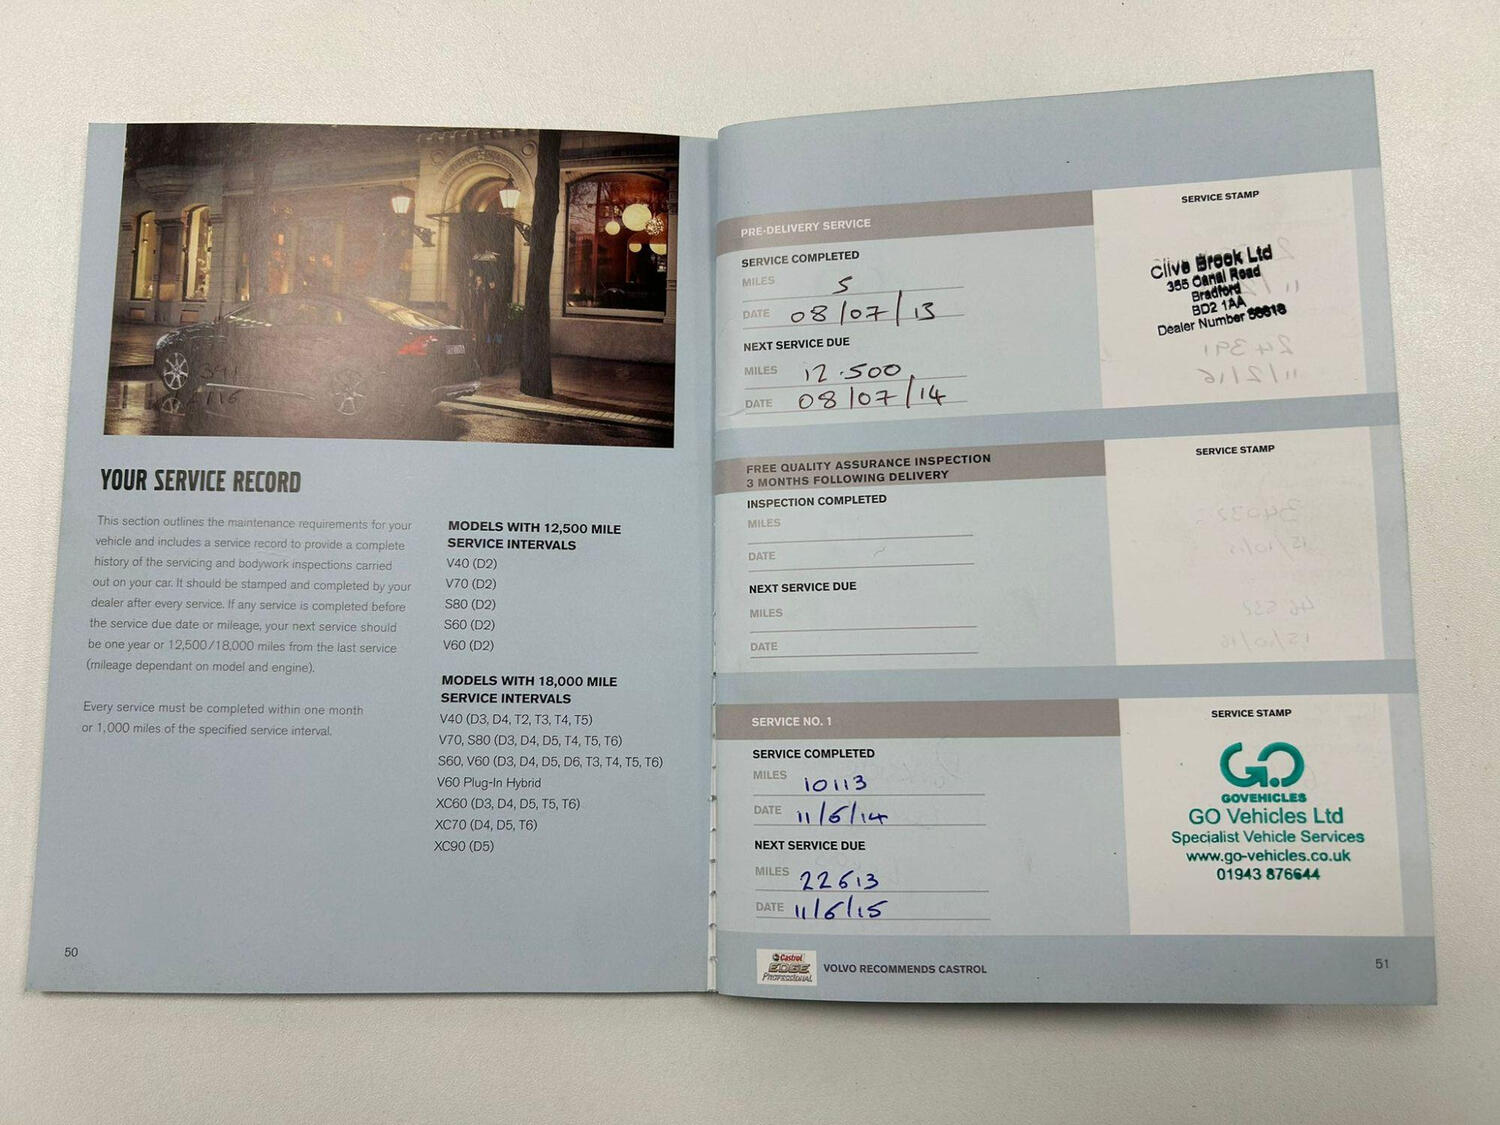 YOUR SERVICE RECORD
This section outlines the maintenance requirements for your
vehicle and includes a service record to provide a complete
history of the servicing and bodywork inspections carried
out on your car. It should be stamped and completed by your
dealer after every service. If any service is completed before
the service due date or mileage, your next service should
be one year or 12,500/18,000 miles from the last service
(mileage dependant on model and engine).
Every service must be completed within one month
or 1,000 miles of the specified service interval.
MODELS WITH 12,500 MILE
SERVICE INTERVALS
V40 (D2)
V70 (D2)
S80 (D2)
S60 (D2)
V60 (D2)
MODELS WITH 18,000 MILE
SERVICE INTERVALS
V40 (D3, D4, T2, T3, T4, T5)
V70, S80 (D3, D4, D5, T4, T5, T6)
S60, V60 (D3, D4, D5, D6, T3, T4, T5, T6)
V60 Plug-In Hybrid
XC60 (D3, D4, D5, T5, T6)
XC70 (D4, D5, T6)
XC90 (D5)
50
PRE-DELIVERY SERVICE
SERVICE COMPLETED
MILES 5
DATE 08/07/13
NEXT SERVICE DUE
MILES 12.500
DATE 08/07/14
SERVICE STAMP
Clive Brook Ltd
355 Canal Road
Bradford
BD2 1AA
Dealer Number
FREE QUALITY ASSURANCE INSPECTION
3 MONTHS FOLLOWING DELIVERY
INSPECTION COMPLETED
MILES
DATE
NEXT SERVICE DUE
MILES
DATE
SERVICE STAMP
SERVICE NO. 1
SERVICE COMPLETED
MILES 10113
DATE 11/6/14
NEXT SERVICE DUE
MILES 22613
DATE 11/6/15
SERVICE STAMP
GO
GOVEHICLES
GO Vehicles Ltd
Specialist Vehicle Services
www.go-vehicles.co.uk
01943 876644
Castrol
EDGE
PROFESSIONAL
VOLVO RECOMMENDS CASTROL
51